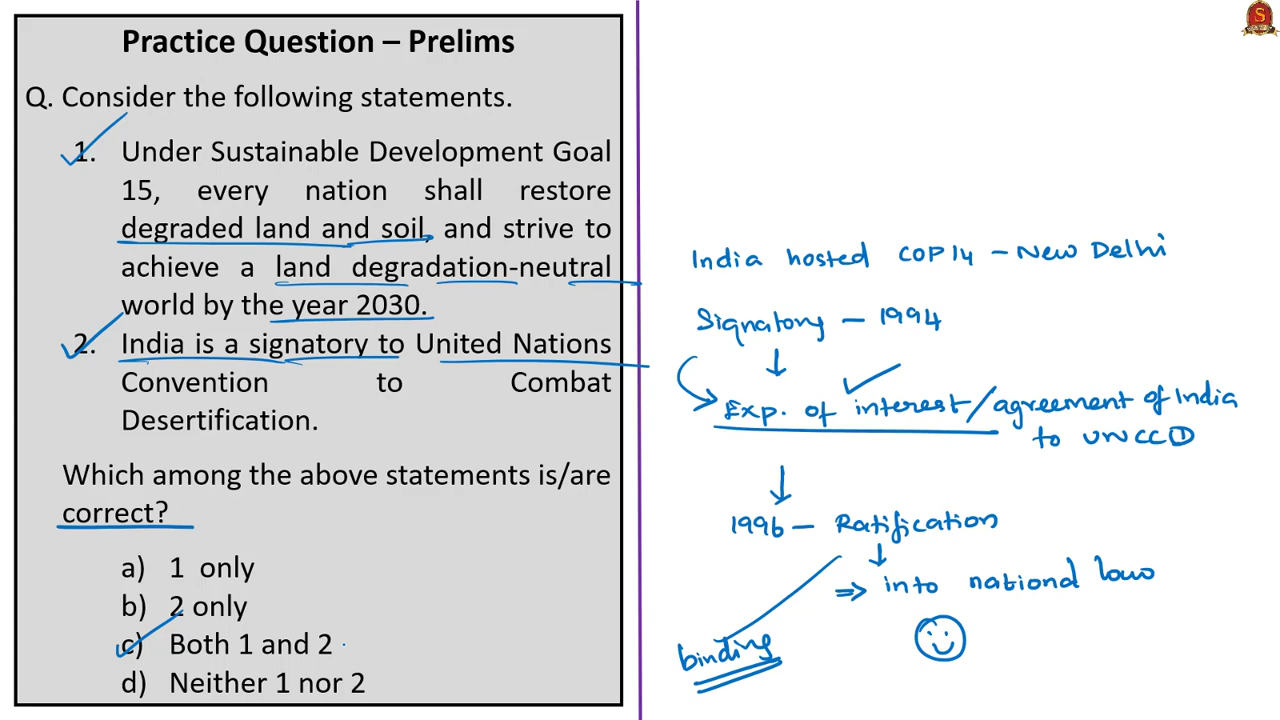 Practice Question – Prelims
Q. Consider the following statements.
1. Under Sustainable Development Goal
15, every nation shall restore
degraded land and soil, and strive to
achieve a land degradation-neutral
world by the year 2030.
2. India is a signatory to United Nations
Convention to Combat
Desertification.
Which among the above statements is/are
correct?
a) 1 only
b) 2 only
c) Both 1 and 2
d) Neither 1 nor 2
India hosted COP14 – New Delhi
Signatory – 1994
Exp. of interest/agreement of India
to UNCCD
1996 – Ratification
⇒ into national law
binding
S